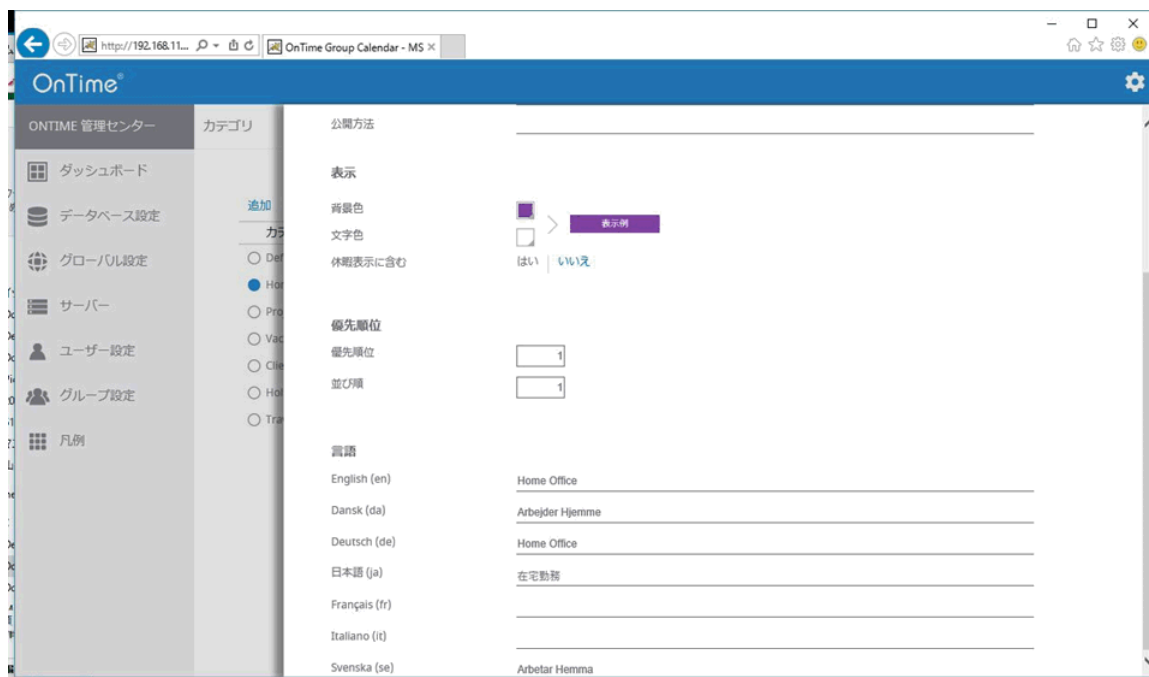 http://192.168.11...
OnTime Group Calendar - MS
OnTime®
ONTIME 管理センター
カテゴリ
公開方法
ダッシュボード
表示
データベース設定
追加
背景色
表示例
文字色
グローバル設定
休暇表示に含む
はい
いいえ
サーバー
優先順位
ユーザー設定
優先順位
1
グループ設定
並び順
1
凡例
言語
English (en)
Home Office
Dansk (da)
Arbejder Hjemme
Deutsch (de)
Home Office
日本語 (ja)
在宅勤務
Français (fr)
Italiano (it)
Svenska (se)
Arbetar Hemma